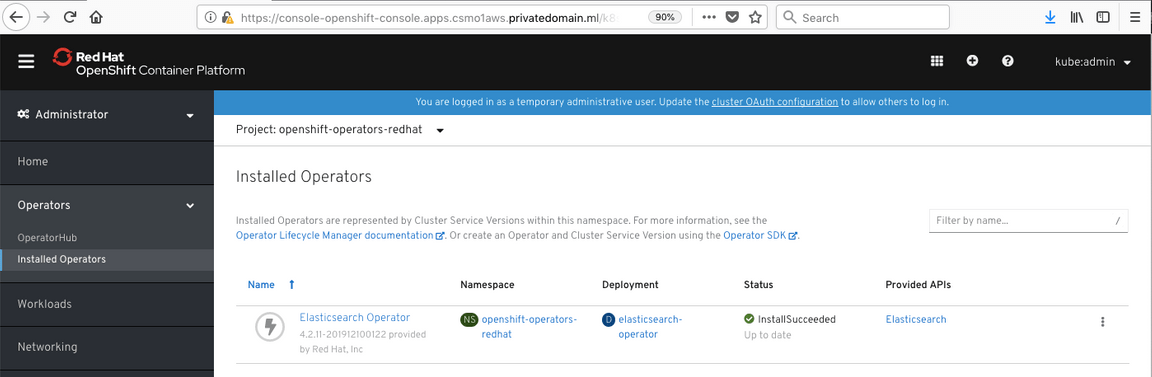 https://console-openshift-console.apps.csmo1aws.privatedomain.ml/k8
90%
Search
Red Hat
OpenShift Container Platform
kube:admin
Administrator
You are logged in as a temporary administrative user. Update the cluster OAuth configuration to allow others to log in.
Project: openshift-operators-redhat
Home
Installed Operators
Operators
Installed Operators are represented by Cluster Service Versions within this namespace. For more information, see the
Operator Lifecycle Manager documentation. Or create an Operator and Cluster Service Version using the Operator SDK.
Filter by name...
/
OperatorHub
Installed Operators
Name
Namespace
Deployment
Status
Provided APIs
Workloads
Elasticsearch Operator
4.2.11-201912100122 provided
by Red Hat, Inc
NS openshift-operators-
redhat
D elasticsearch-
operator
InstallSucceeded
Up to date
Elasticsearch
Networking